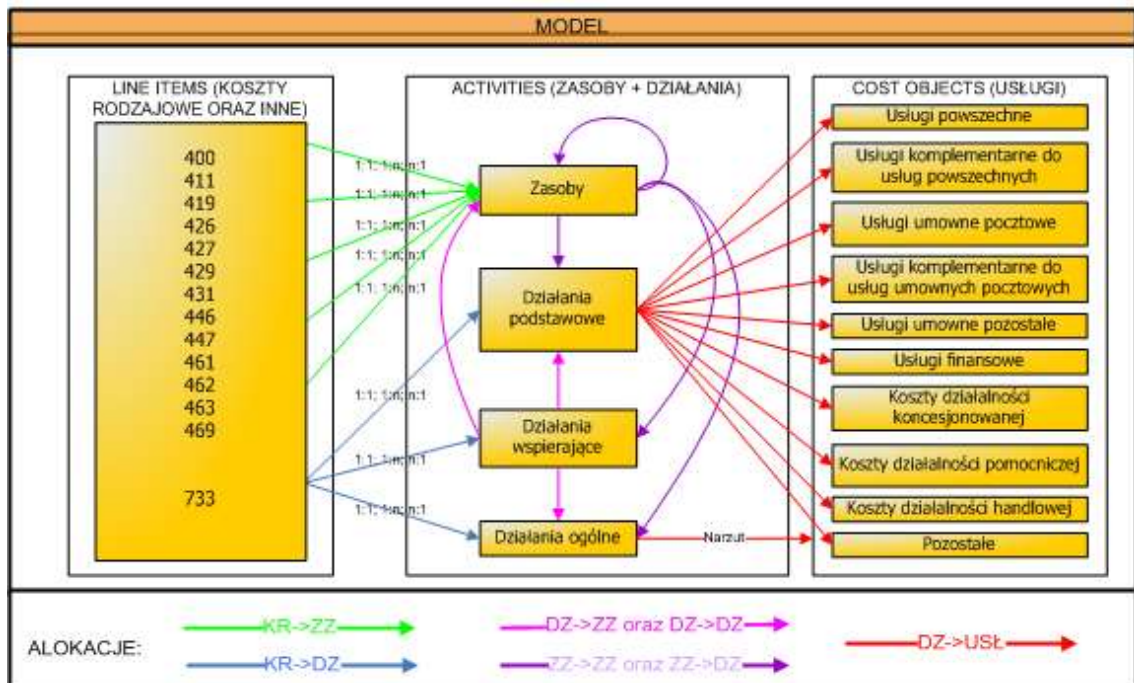 MODEL
LINE ITEMS (KOSZTY
RODZAJOWE ORAZ INNE)
400
411
419
426
427
429
431
446
447
461
462
463
469
733
1:1; 1:n; n:1
1:1; 1:n; n:1
1:1; 1:n; n:1
1:1; 1:n; n:1
1:1; 1:n; n:1
1:1; 1:n; n:1
1:1; 1:n; n:1
1:1; 1:n; n:1
ACTIVITIES (ZASOBY + DZIAŁANIA)
Zasoby
Działania
podstawowe
Działania
wspierające
Działania ogólne
Narzut
COST OBJECTS (USŁUGI)
Usługi powszechne
Usługi komplementarne do
usług powszechnych
Usługi umowne pocztowe
Usługi komplementarne do
usług umownych pocztowych
Usługi umowne pozostałe
Usługi finansowe
Koszty działalności
koncesjonowanej
Koszty działalności pomocniczej
Koszty działalności handlowej
Pozostałe
ALOKACJE:
KR->ZZ
KR->DZ
DZ->ZZ oraz DZ->DZ
ZZ->ZZ oraz ZZ->DZ
DZ->USŁ